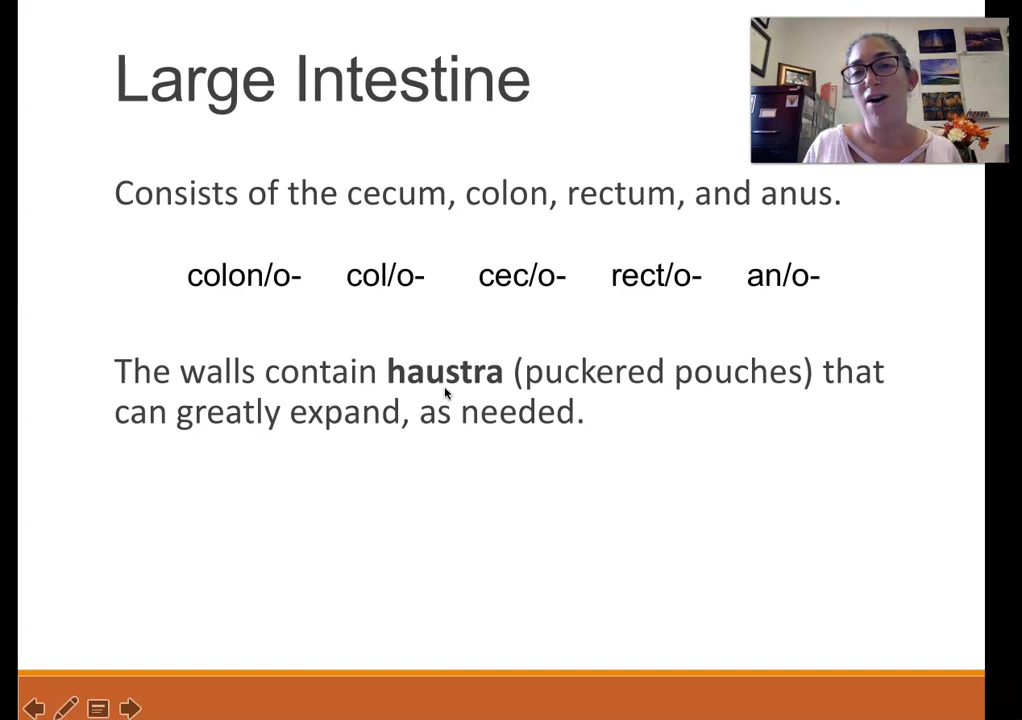 Large Intestine
Consists of the cecum, colon, rectum, and anus.
colon/o- col/o- cec/o- rect/o- an/o-
The walls contain haustra (puckered pouches) that
can greatly expand, as needed.